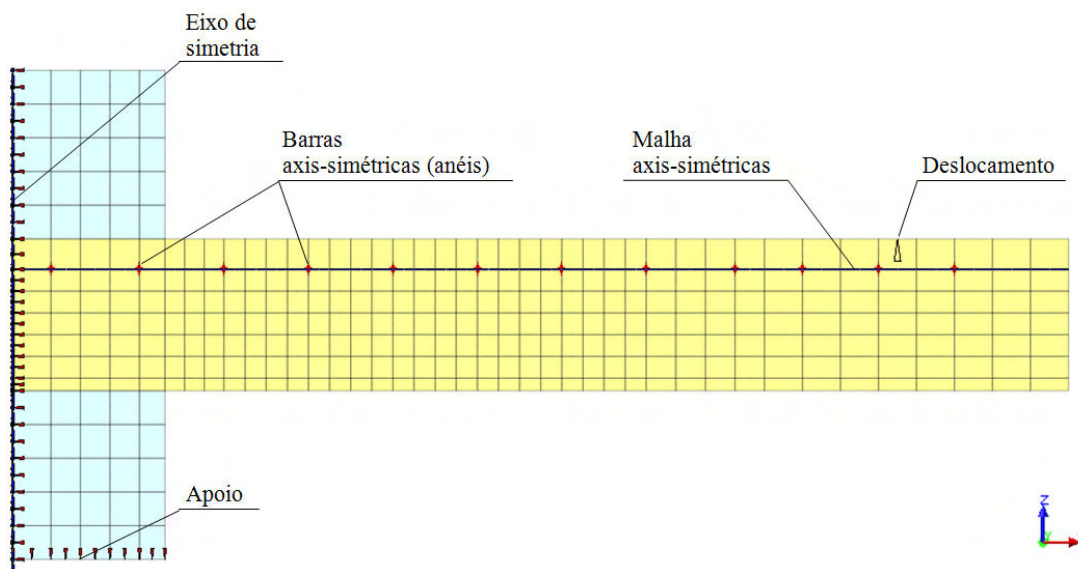 Eixo de
simetria
Barras
axis-simétricas (anéis)
Malha
axis-simétricas
Deslocamento
Apoio
Z
Y